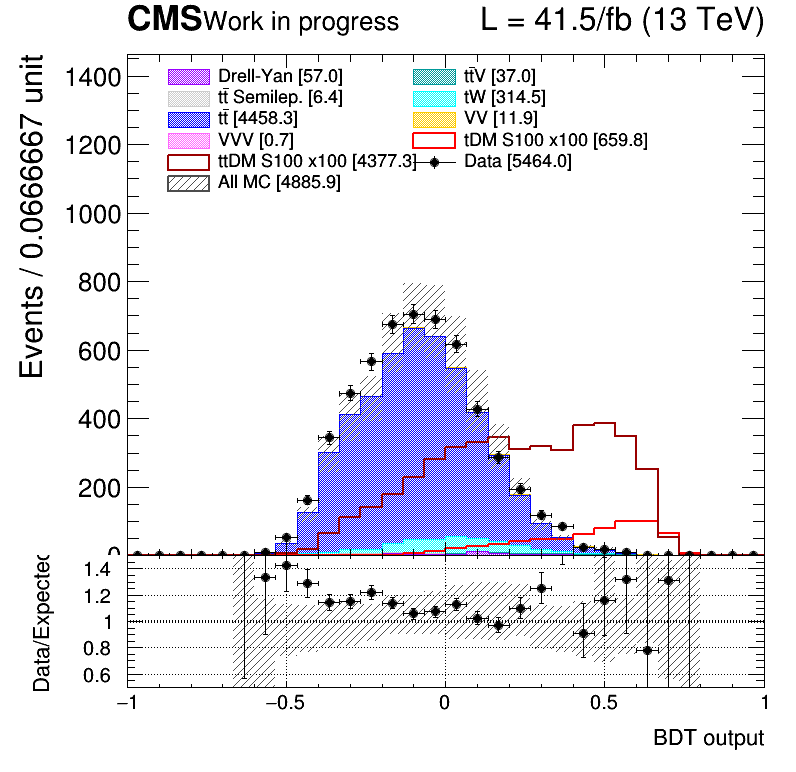 CMS Work in progress L = 41.5/fb (13 TeV)
Events / 0.0666667 unit
1400
1200
1000
800
600
400
200
0
Drell-Yan [57.0] tt̄V [37.0]
tt̄ Semilep. [6.4] tW [314.5]
tt̄ [4458.3] VV [11.9]
VVV [0.7] tDM S100 x100 [659.8]
ttDM S100 x100 [4377.3] Data [5464.0]
All MC [4885.9]
Data/Expected
1.4
1.2
1
0.8
0.6
−1 −0.5 0 0.5 1
BDT output